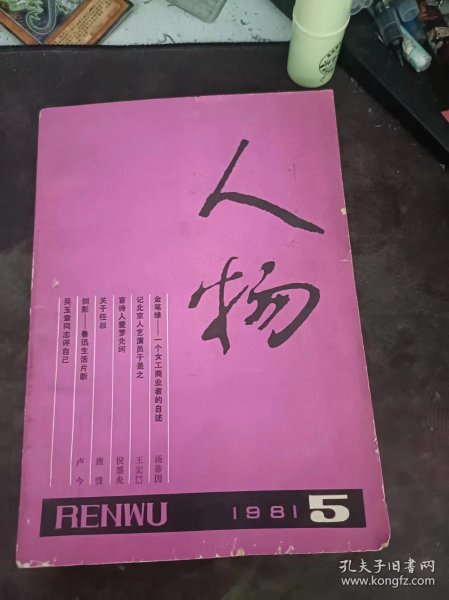 人物
金笔缘——一个女工商业者的自述 汤蒂因
记北京人艺演员于是之 王宏韬
盲诗人爱罗先珂 倪墨炎
关于任叔
侧影——鲁迅生活片断 唐弢
吴玉章同志评自己 卢今
RENWU 1981 5
孔夫子旧书网
www.kongfz.com